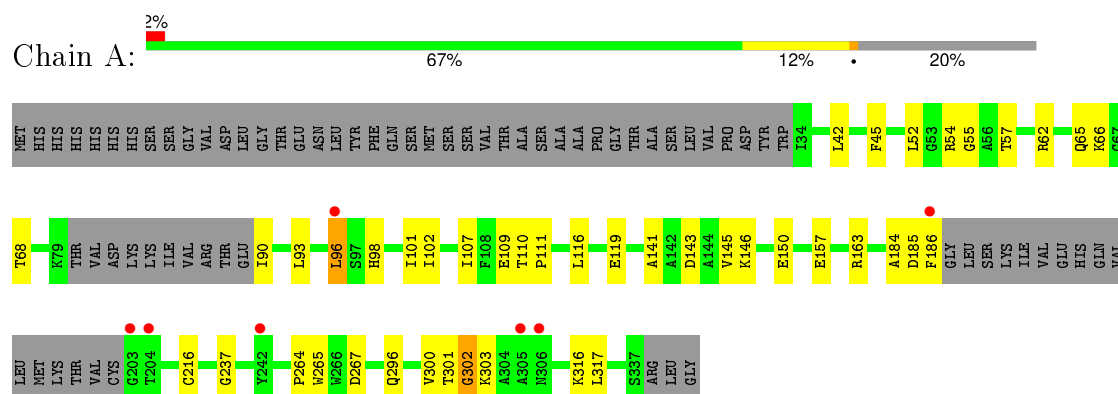 2%
Chain A:
67% 12% • 20%
MET HIS HIS HIS HIS HIS HIS SER SER GLY VAL ASP LEU GLY THR GLU ASN LEU TYR PHE GLN SER MET SER SER VAL THR ALA SER ALA ALA PRO GLY THR ALA SER LEU VAL PRO ASP TYR TRP I34 L42 F45 L52 G53 R54 G55 A56 T57 R62 Q65 K66
T68 K79 THR VAL ASP LYS LYS ILE VAL ARG THR GLU I90 L93 L96 S97 H98 I101 I102 I107 F108 E109 T110 P111 L116 E119 A141 A142 D143 A144 V145 K146 E150 E157 R163 A184 D185 F186 GLY LEU SER LYS ILE VAL GLU HIS GLN VAL
LEU MET LYS THR VAL CYS G203 T204 C216 G237 Y242 P264 W265 W266 D267 Q296 V300 T301 G302 K303 A304 A305 N306 K316 L317 S337 ARG LEU GLY